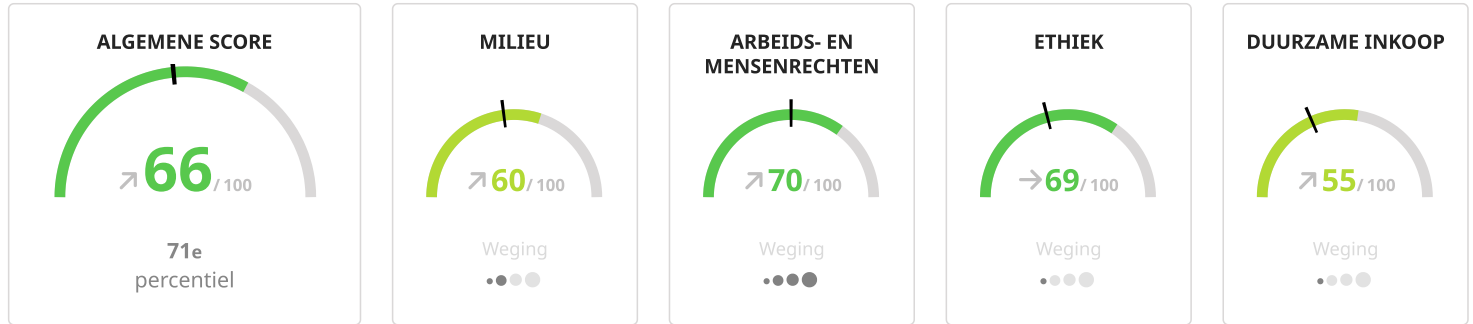 ALGEMENE SCORE
66 / 100
71e
percentiel
MILIEU
60 / 100
Weging
ARBEIDS- EN
MENSENRECHTEN
70 / 100
Weging
ETHIEK
69 / 100
Weging
DUURZAME INKOOP
55 / 100
Weging